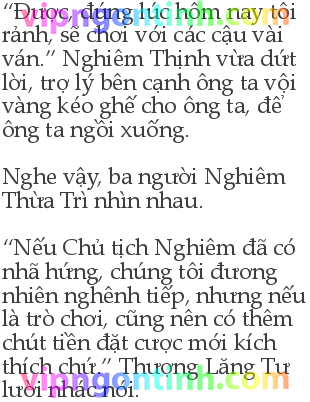 “Được, đúng lúc hôm nay tôi
rảnh, sẽ chơi với các cậu vài
ván.” Nghiêm Thịnh vừa dứt
lời, trợ lý bên cạnh ông ta vội
vàng kéo ghế cho ông ta, để
ông ta ngồi xuống.
Nghe vậy, ba người Nghiêm
Thừa Trì nhìn nhau.
“Nếu Chủ tịch Nghiêm đã có
nhã hứng, chúng tôi đương
nhiên nghênh tiếp, nhưng nếu
là trò chơi, cũng nên có thêm
chút tiền đặt cược mới kích
thích chứ.” Thương Lăng Tư
lười nhác nói.
vipngontinh.com
vipngontinh.com